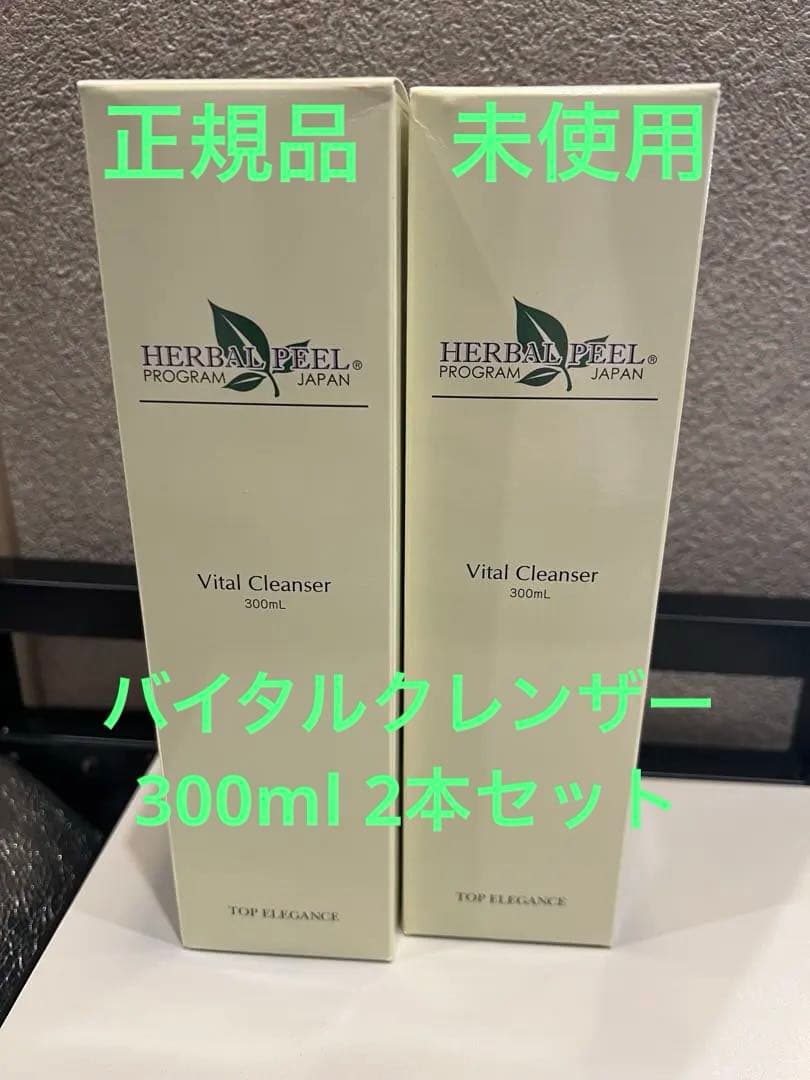 正規品 未使用
HERBAL PEEL®
PROGRAM JAPAN
Vital Cleanser
300mL
TOP ELEGANCE
HERBAL PEEL®
PROGRAM JAPAN
Vital Cleanser
300mL
TOP ELEGANCE
バイタルクレンザー
300ml 2本セット